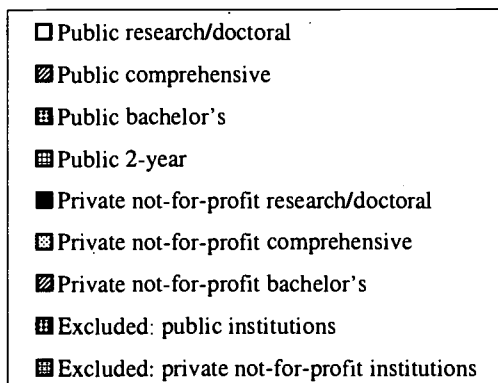 Public research/doctoral
Public comprehensive
Public bachelor's
Public 2-year
Private not-for-profit research/doctoral
Private not-for-profit comprehensive
Private not-for-profit bachelor's
Excluded: public institutions
Excluded: private not-for-profit institutions